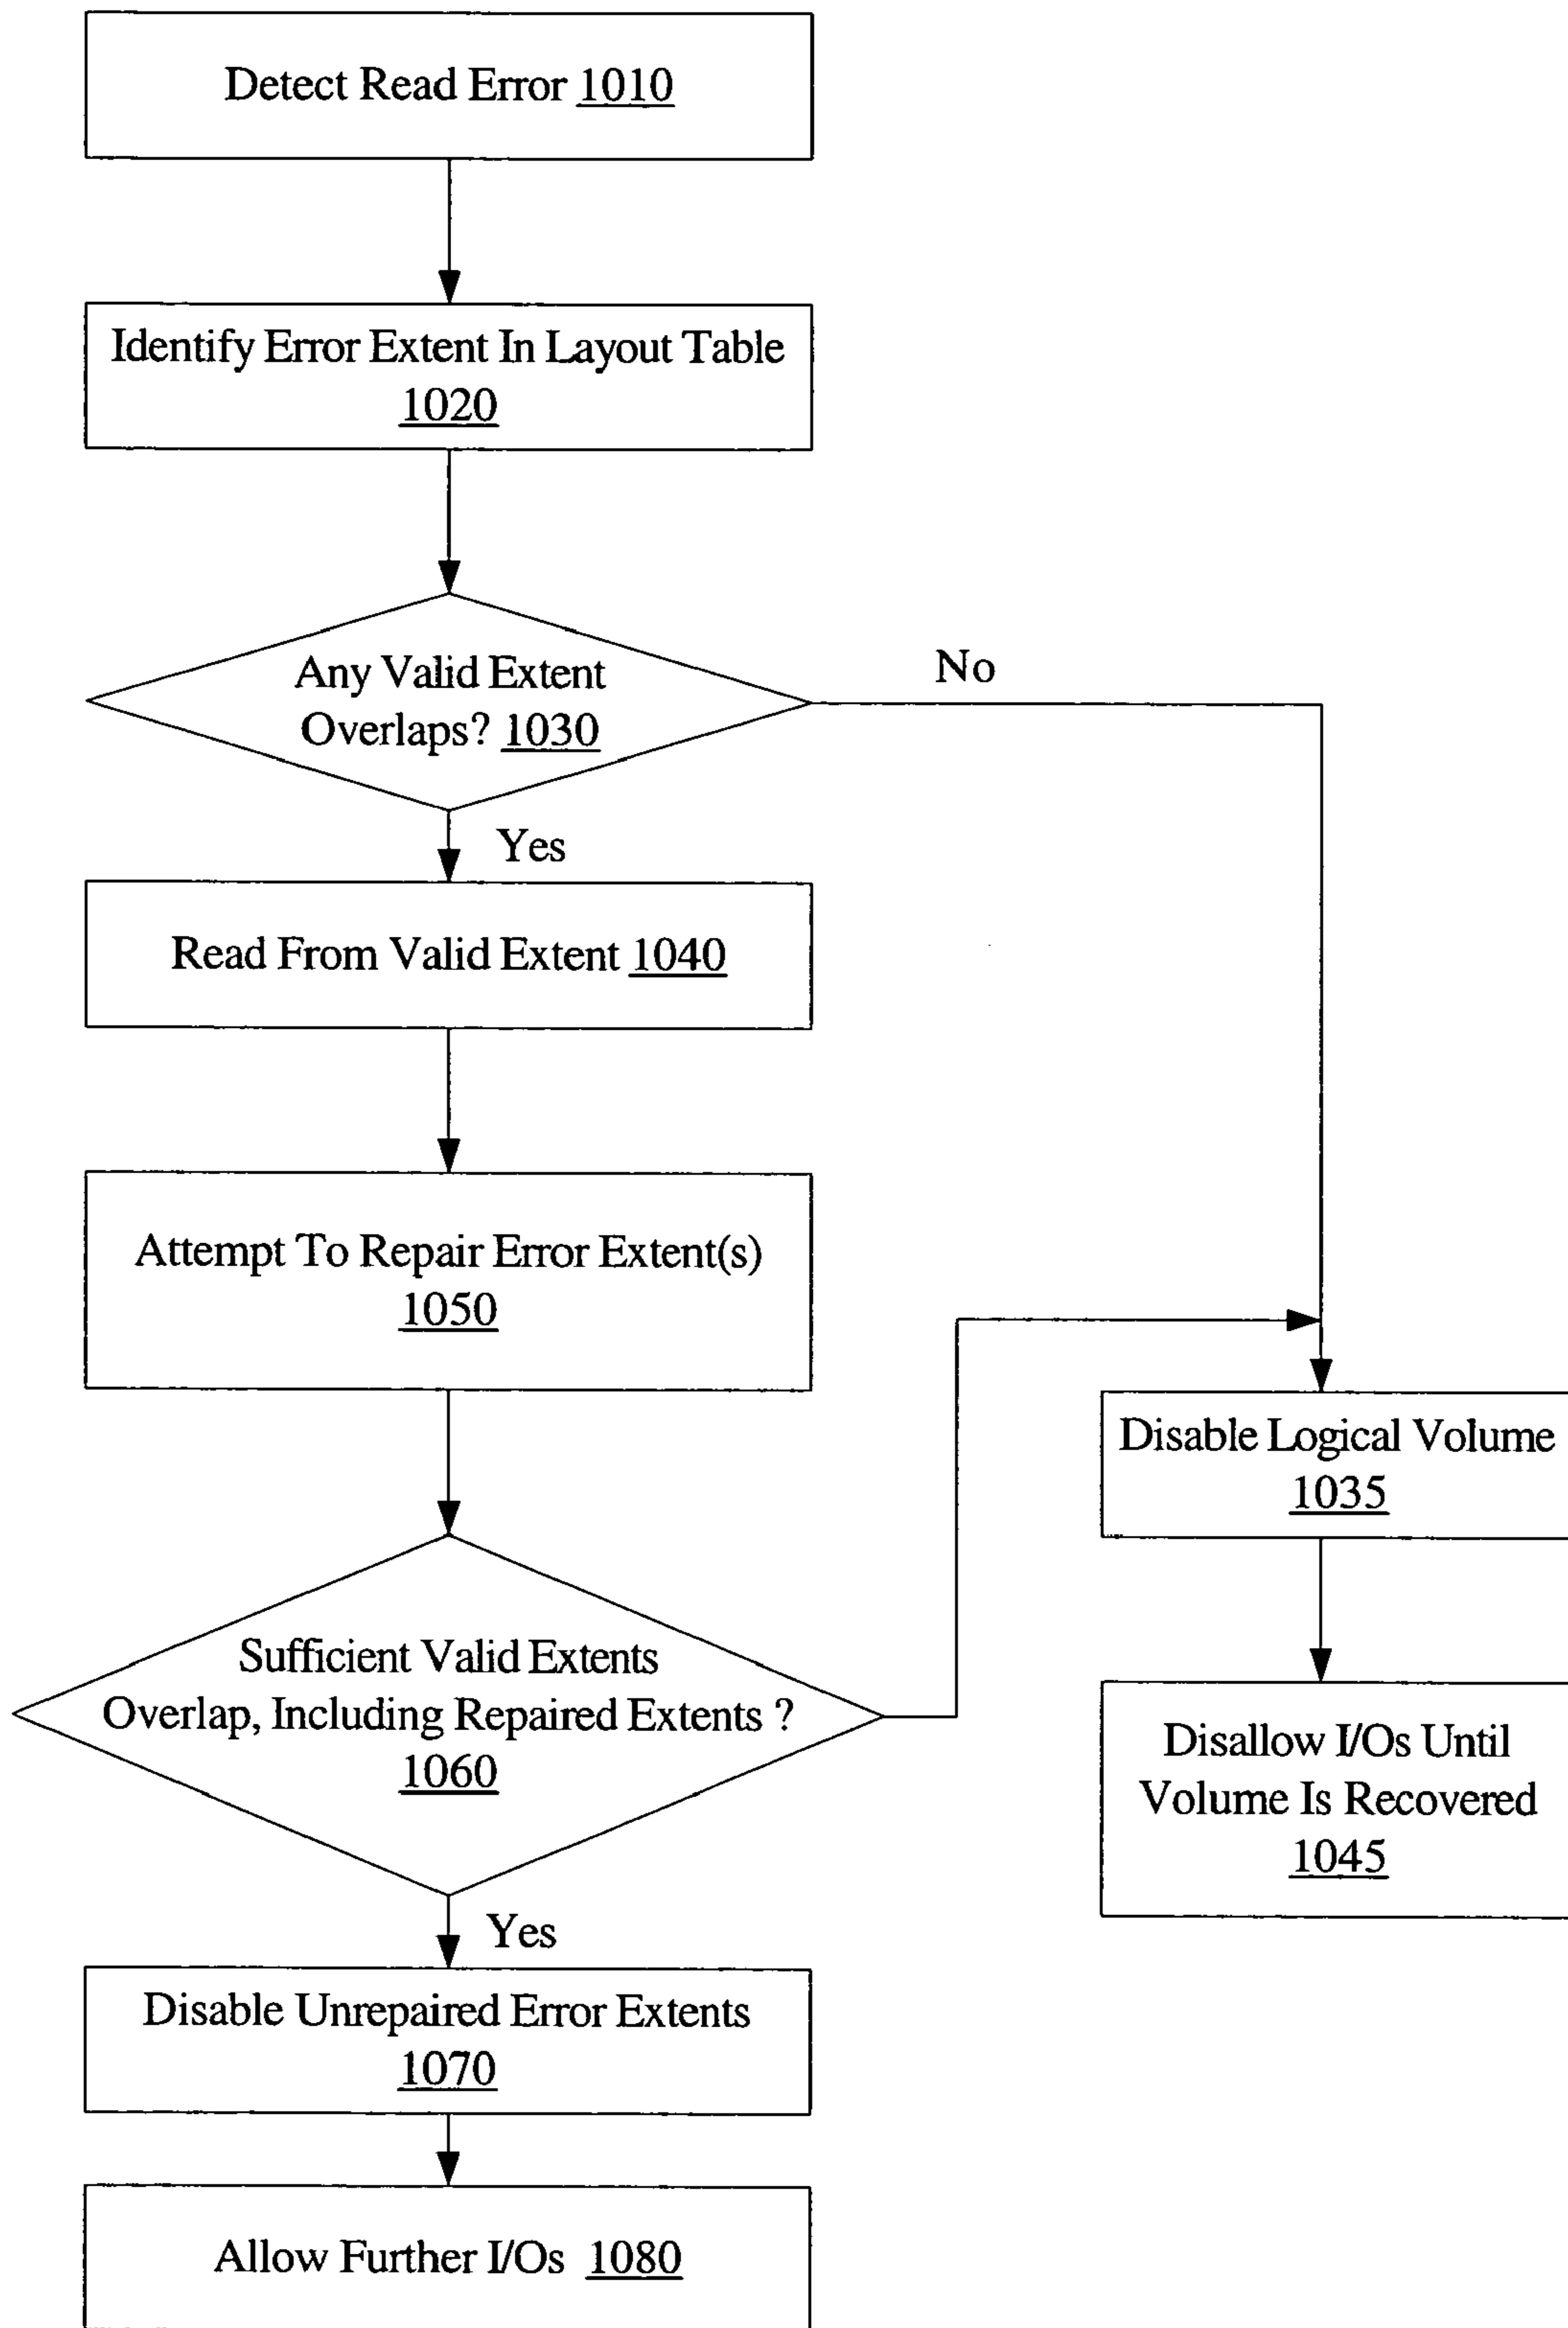 Detect Read Error 1010
Identify Error Extent In Layout Table
1020
Any Valid Extent
Overlaps? 1030
No
Yes
Read From Valid Extent 1040
Attempt To Repair Error Extent(s)
1050
Disable Logical Volume
1035
Sufficient Valid Extents
Overlap, Including Repaired Extents ?
1060
Disallow I/Os Until
Volume Is Recovered
1045
Yes
Disable Unrepaired Error Extents
1070
Allow Further I/Os 1080